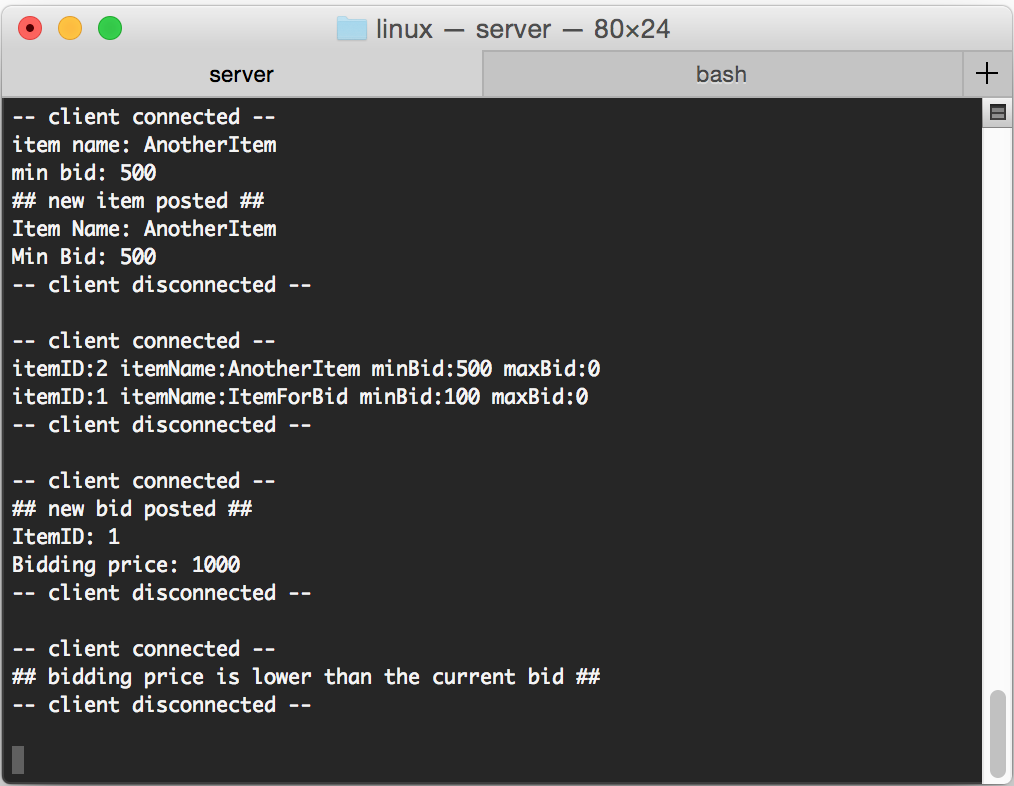 linux — server — 80×24
server
bash
-- client connected --
item name: AnotherItem
min bid: 500
## new item posted ##
Item Name: AnotherItem
Min Bid: 500
-- client disconnected --
-- client connected --
itemID:2 itemName:AnotherItem minBid:500 maxBid:0
itemID:1 itemName:ItemForBid minBid:100 maxBid:0
-- client disconnected --
-- client connected --
## new bid posted ##
ItemID: 1
Bidding price: 1000
-- client disconnected --
-- client connected --
## bidding price is lower than the current bid ##
-- client disconnected --